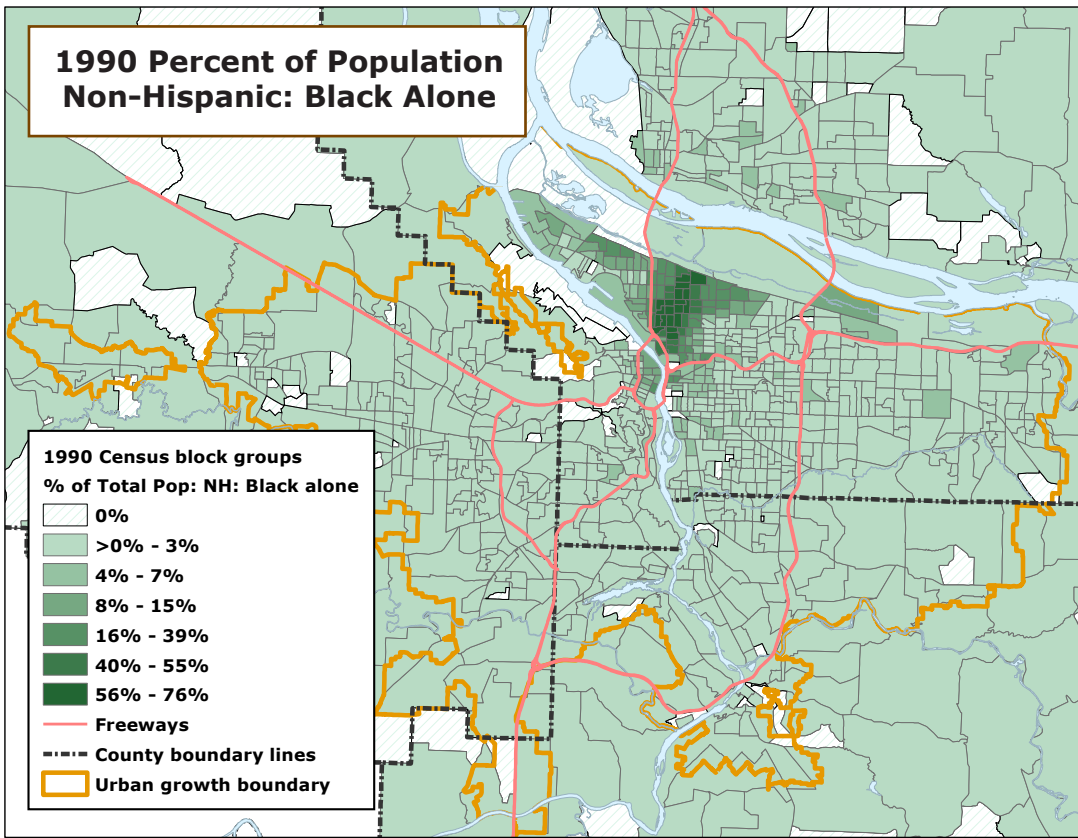 1990 Percent of Population
Non-Hispanic: Black Alone
1990 Census block groups
% of Total Pop: NH: Black alone
0%
>0% - 3%
4% - 7%
8% - 15%
16% - 39%
40% - 55%
56% - 76%
Freeways
County boundary lines
Urban growth boundary